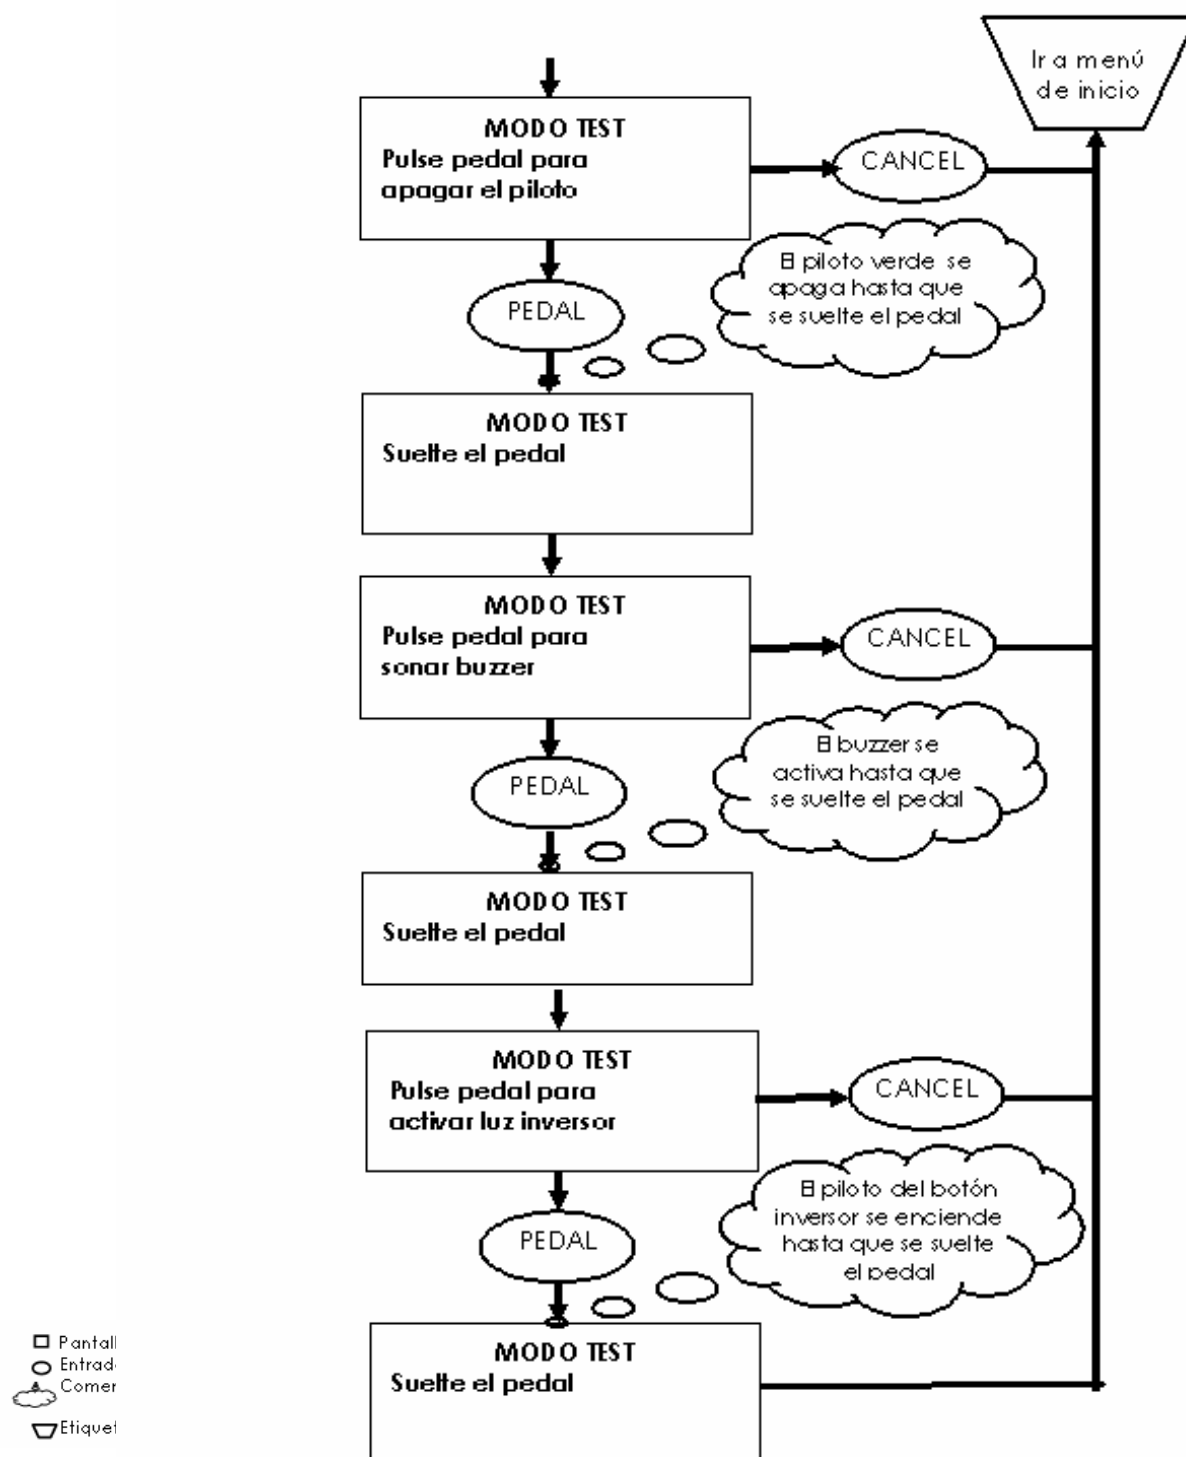 Ir a menú
de inicio
MODO TEST
Pulse pedal para
apagar el piloto
CANCEL
El piloto verde se
apaga hasta que
se suelte el pedal
PEDAL
MODO TEST
Suelte el pedal
MODO TEST
Pulse pedal para
sonar buzzer
CANCEL
El buzzer se
activa hasta que
se suelte el pedal
PEDAL
MODO TEST
Suelte el pedal
MODO TEST
Pulse pedal para
activar luz inversor
CANCEL
El piloto del botón
inversor se enciende
hasta que se suelte
el pedal
PEDAL
MODO TEST
Suelte el pedal
Pantall
Entrad
Comer
Etiquet